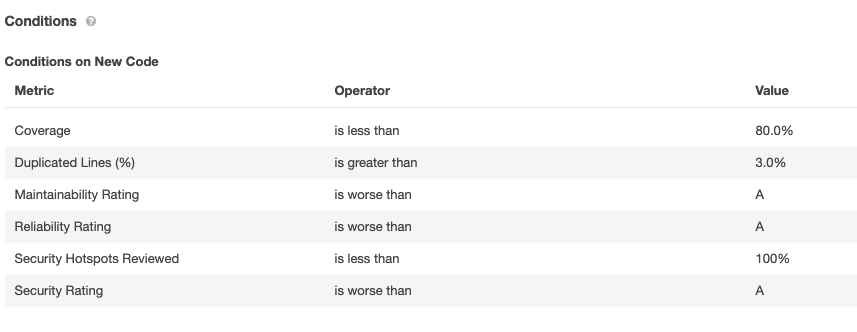 Conditions ?
Conditions on New Code
Metric Operator Value
Coverage is less than 80.0%
Duplicated Lines (%) is greater than 3.0%
Maintainability Rating is worse than A
Reliability Rating is worse than A
Security Hotspots Reviewed is less than 100%
Security Rating is worse than A